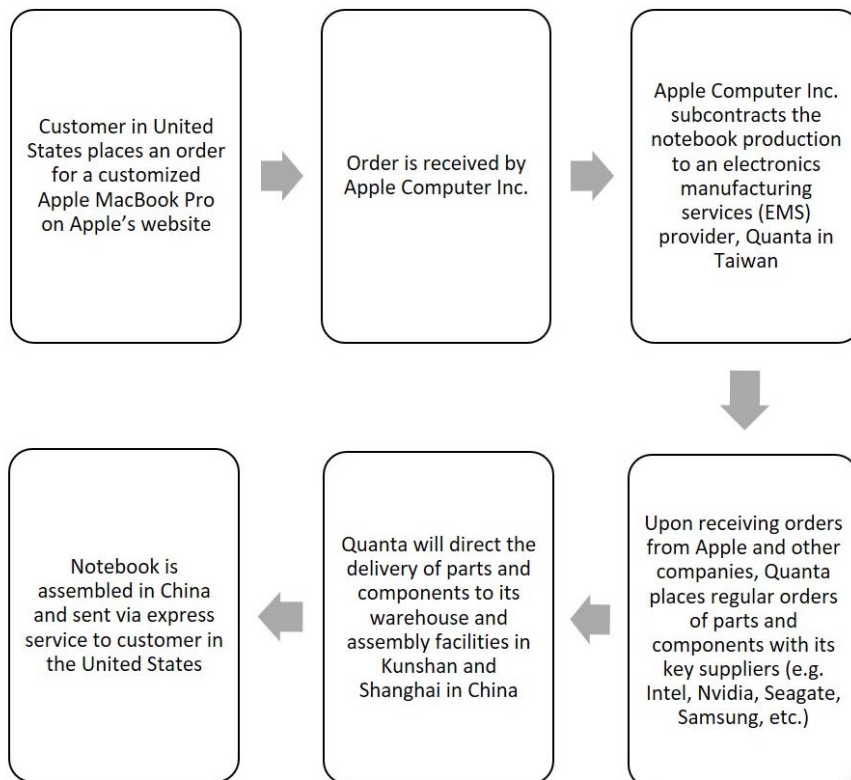 Customer in United
States places an order
for a customized
Apple MacBook Pro
on Apple’s website
Order is received by
Apple Computer Inc.
Apple Computer Inc.
subcontracts the
notebook production
to an electronics
manufacturing
services (EMS)
provider, Quanta in
Taiwan
Upon receiving orders
from Apple and other
companies, Quanta
places regular orders
of parts and
components with its
key suppliers (e.g.
Intel, Nvidia, Seagate,
Samsung, etc.)
Quanta will direct the
delivery of parts and
components to its
warehouse and
assembly facilities in
Kunshan and
Shanghai in China
Notebook is
assembled in China
and sent via express
service to customer in
the United States